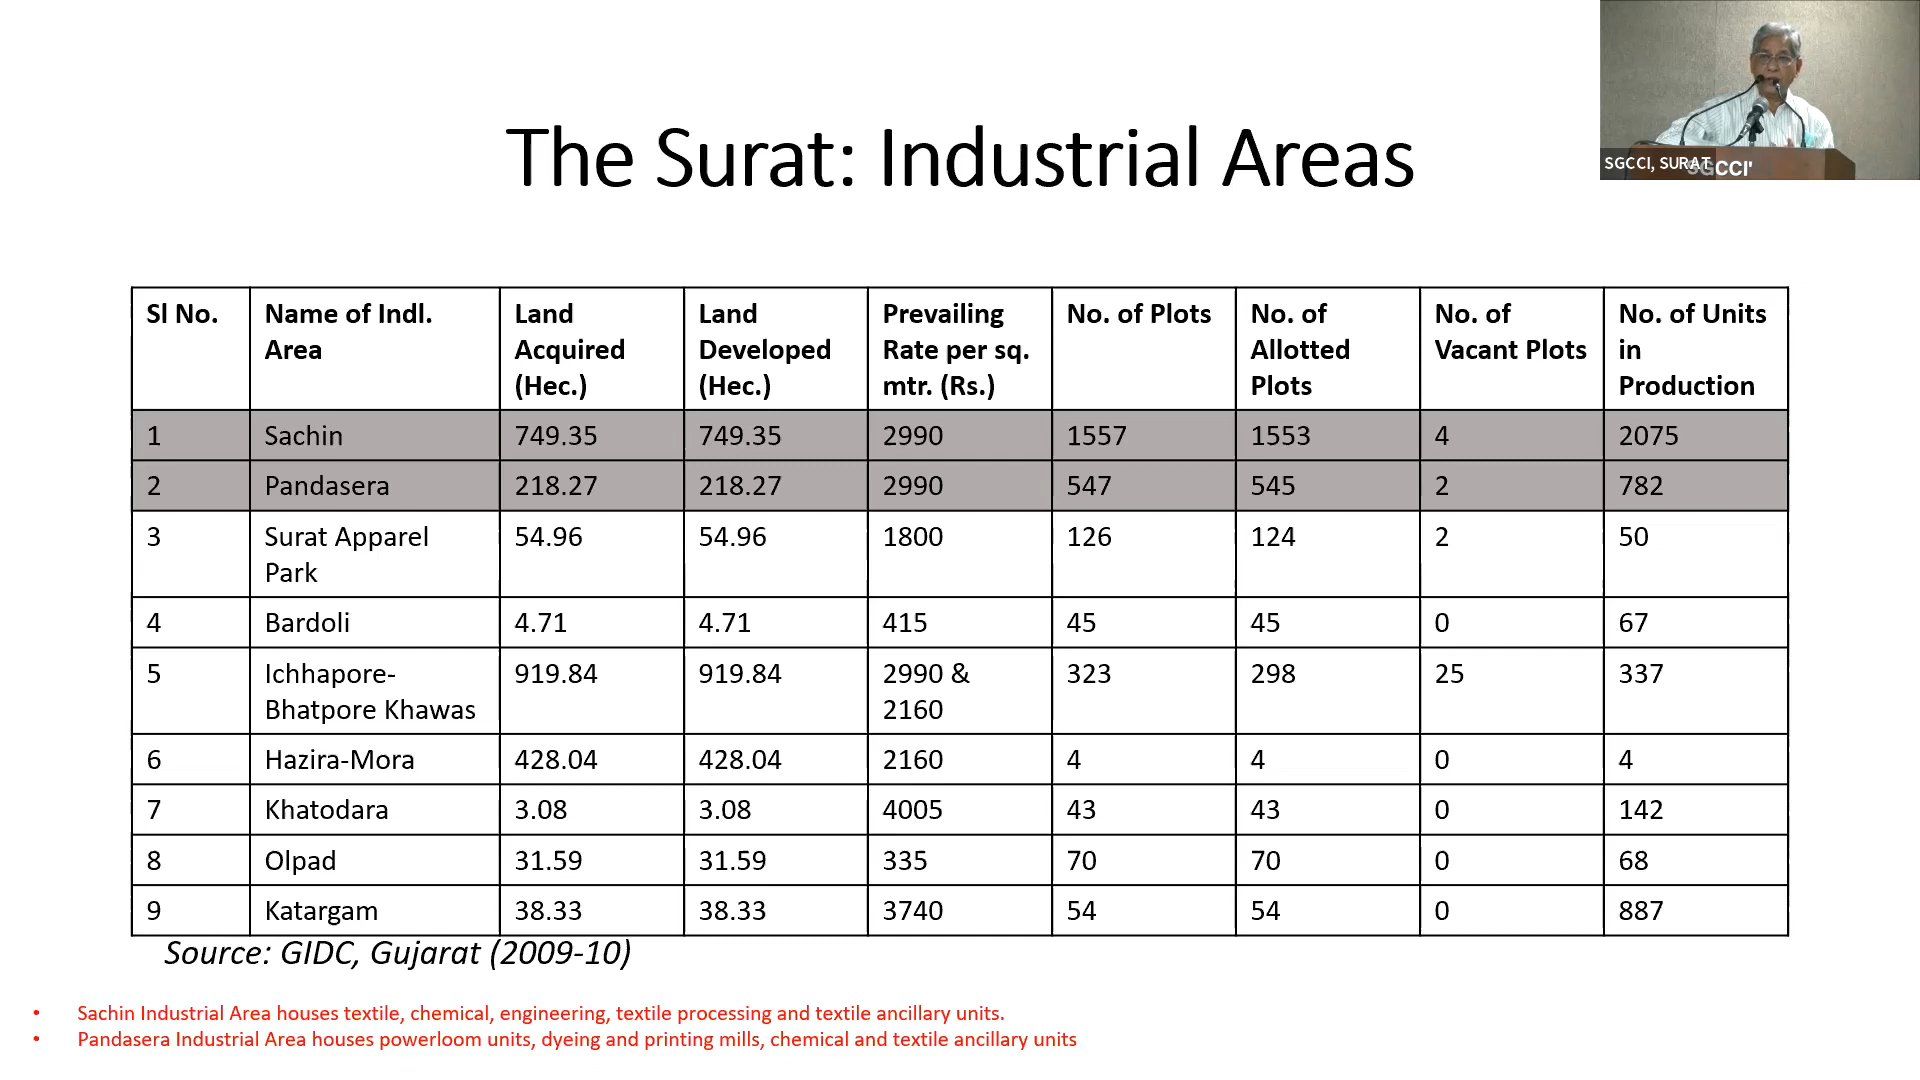 The Surat: Industrial Areas
SGCCI, SURAT
SGCCI'
Sl No. Name of Indl. Area Land Acquired (Hec.) Land Developed (Hec.) Prevailing Rate per sq. mtr. (Rs.) No. of Plots No. of Allotted Plots No. of Vacant Plots No. of Units in Production
1 Sachin 749.35 749.35 2990 1557 1553 4 2075
2 Pandasera 218.27 218.27 2990 547 545 2 782
3 Surat Apparel Park 54.96 54.96 1800 126 124 2 50
4 Bardoli 4.71 4.71 415 45 45 0 67
5 Ichhapore-Bhatpore Khawas 919.84 919.84 2990 & 2160 323 298 25 337
6 Hazira-Mora 428.04 428.04 2160 4 4 0 4
7 Khatodara 3.08 3.08 4005 43 43 0 142
8 Olpad 31.59 31.59 335 70 70 0 68
9 Katargam 38.33 38.33 3740 54 54 0 887
Source: GIDC, Gujarat (2009-10)
• Sachin Industrial Area houses textile, chemical, engineering, textile processing and textile ancillary units.
• Pandasera Industrial Area houses powerloom units, dyeing and printing mills, chemical and textile ancillary units